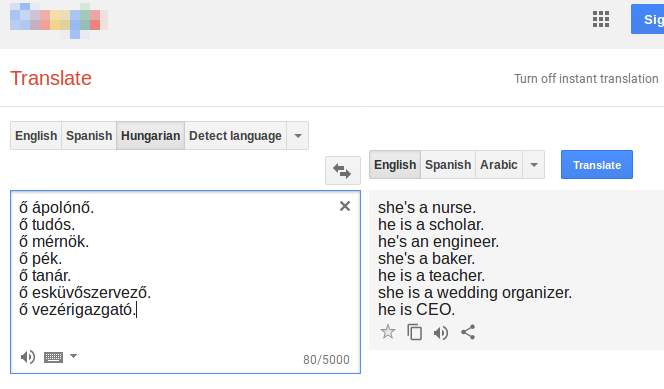 Sig
Translate
Turn off instant translation
English Spanish Hungarian Detect language
English Spanish Arabic Translate
ő ápolónő.
ő tudós.
ő mérnök.
ő pék.
ő tanár.
ő esküvőszervező.
ő vezérigazgató.
80/5000
she's a nurse.
he is a scholar.
he's an engineer.
she's a baker.
he is a teacher.
she is a wedding organizer.
he is CEO.